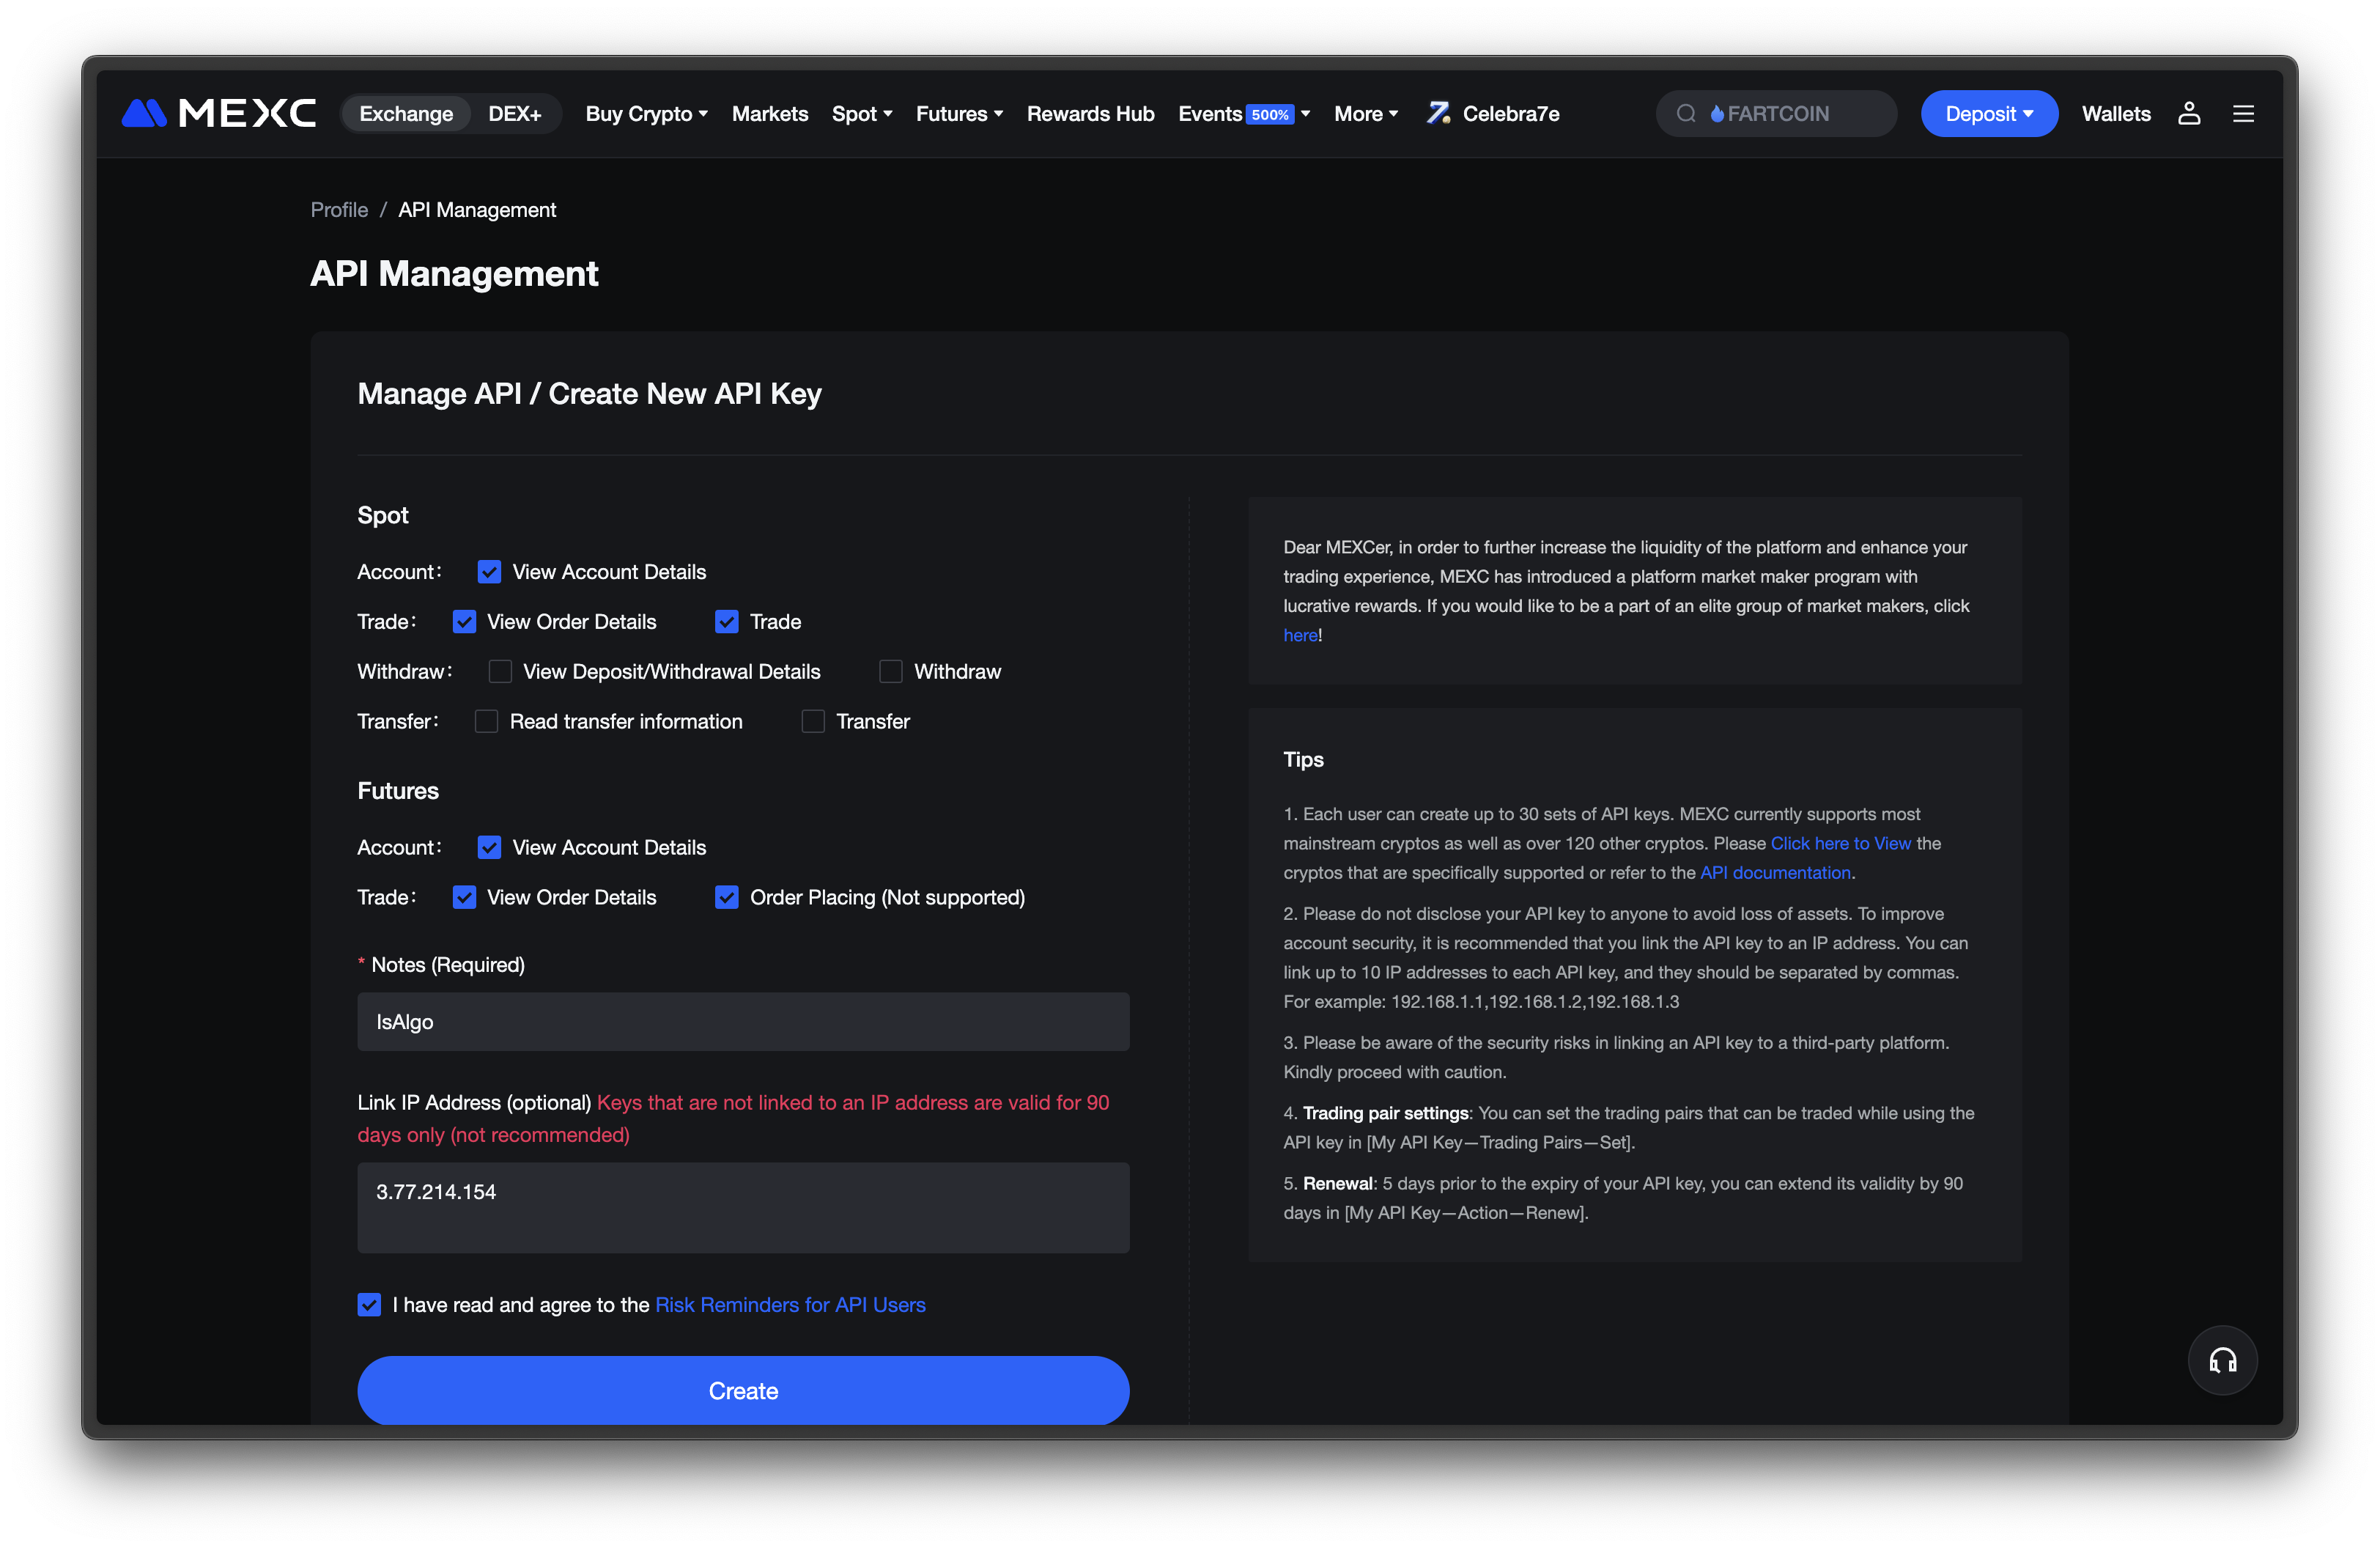 MEXC Exchange DEX+ Buy Crypto Markets Spot Futures Rewards Hub Events 500% More Celebra7e FARTCOIN Deposit Wallets
Profile / API Management
API Management
Manage API / Create New API Key
Spot
Account: View Account Details
Trade: View Order Details Trade
Withdraw: View Deposit/Withdrawal Details Withdraw
Transfer: Read transfer information Transfer
Futures
Account: View Account Details
Trade: View Order Details Order Placing (Not supported)
* Notes (Required)
IsAlgo
Link IP Address (optional) Keys that are not linked to an IP address are valid for 90
days only (not recommended)
3.77.214.154
I have read and agree to the Risk Reminders for API Users
Create
Dear MEXCer, in order to further increase the liquidity of the platform and enhance your
trading experience, MEXC has introduced a platform market maker program with
lucrative rewards. If you would like to be a part of an elite group of market makers, click
here!
Tips
1. Each user can create up to 30 sets of API keys. MEXC currently supports most
mainstream cryptos as well as over 120 other cryptos. Please Click here to View the
cryptos that are specifically supported or refer to the API documentation.
2. Please do not disclose your API key to anyone to avoid loss of assets. To improve
account security, it is recommended that you link the API key to an IP address. You can
link up to 10 IP addresses to each API key, and they should be separated by commas.
For example: 192.168.1.1,192.168.1.2,192.168.1.3
3. Please be aware of the security risks in linking an API key to a third-party platform.
Kindly proceed with caution.
4. Trading pair settings: You can set the trading pairs that can be traded while using the
API key in [My API Key—Trading Pairs—Set].
5. Renewal: 5 days prior to the expiry of your API key, you can extend its validity by 90
days in [My API Key—Action—Renew].